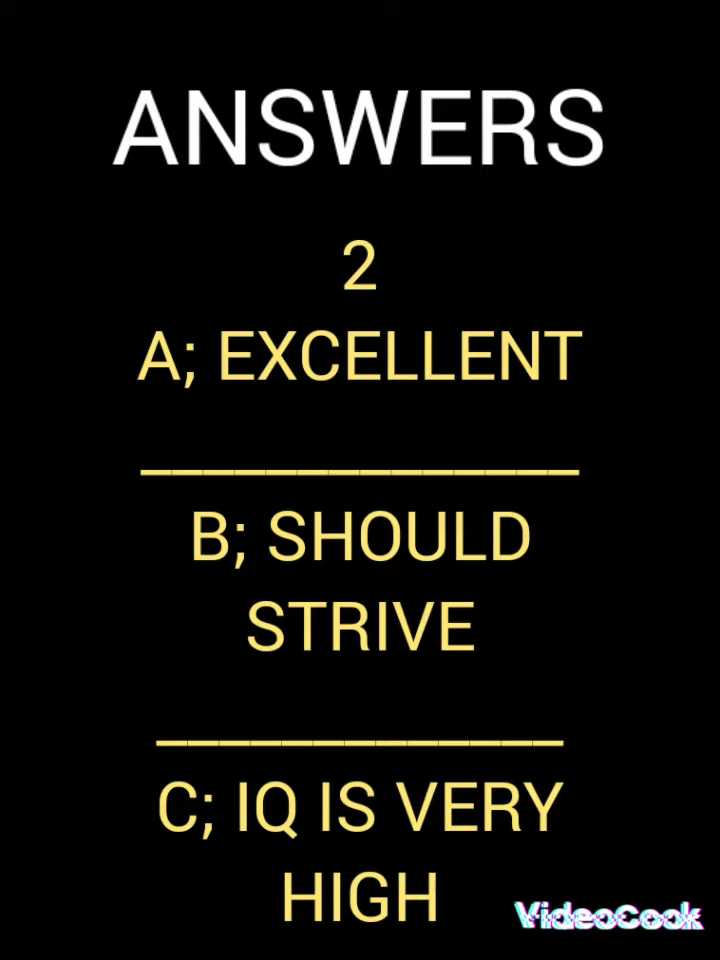 ANSWERS
2
A; EXCELLENT
______________
B; SHOULD
STRIVE
_____________
C; IQ IS VERY
HIGH
VideoCook